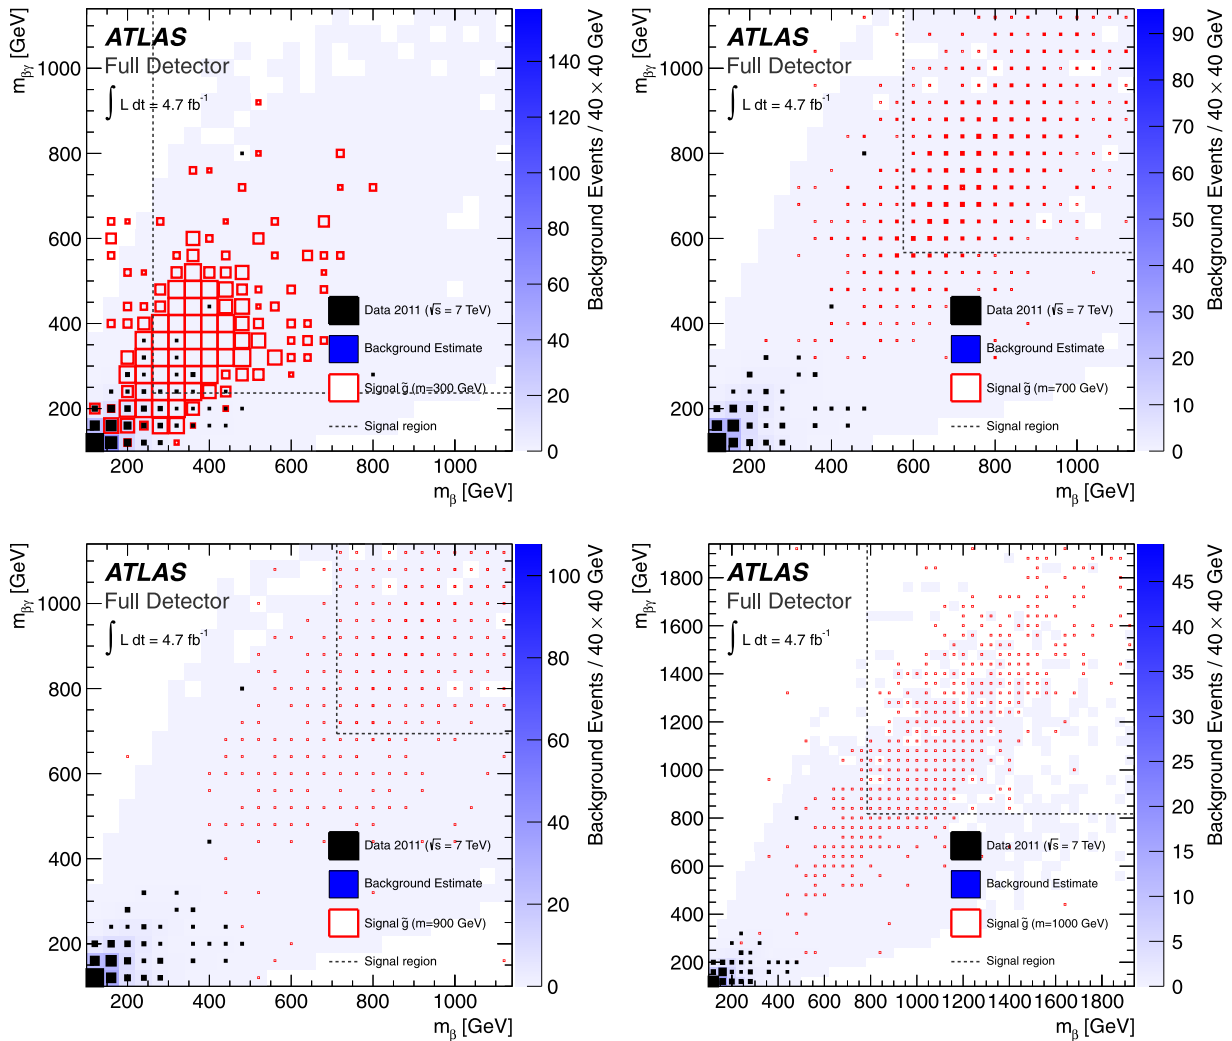 ATLAS
Full Detector
∫ L dt = 4.7 fb⁻¹
Data 2011 (√s = 7 TeV)
Background Estimate
Signal g̃ (m=300 GeV)
Signal region
m_βγ [GeV]
1000
800
600
400
200
200 400 600 800 1000
m_β [GeV]
140
120
100
80
60
40
20
0
Background Events / 40 × 40 GeV
ATLAS
Full Detector
∫ L dt = 4.7 fb⁻¹
Data 2011 (√s = 7 TeV)
Background Estimate
Signal g̃ (m=700 GeV)
Signal region
m_βγ [GeV]
1000
800
600
400
200
200 400 600 800 1000
m_β [GeV]
90
80
70
60
50
40
30
20
10
0
Background Events / 40 × 40 GeV
ATLAS
Full Detector
∫ L dt = 4.7 fb⁻¹
Data 2011 (√s = 7 TeV)
Background Estimate
Signal g̃ (m=900 GeV)
Signal region
m_βγ [GeV]
1000
800
600
400
200
200 400 600 800 1000
m_β [GeV]
100
80
60
40
20
0
Background Events / 40 × 40 GeV
ATLAS
Full Detector
∫ L dt = 4.7 fb⁻¹
Data 2011 (√s = 7 TeV)
Background Estimate
Signal g̃ (m=1000 GeV)
Signal region
m_βγ [GeV]
1800
1600
1400
1200
1000
800
600
400
200
200 400 600 800 1000 1200 1400 1600 1800
m_β [GeV]
45
40
35
30
25
20
15
10
5
0
Background Events / 40 × 40 GeV